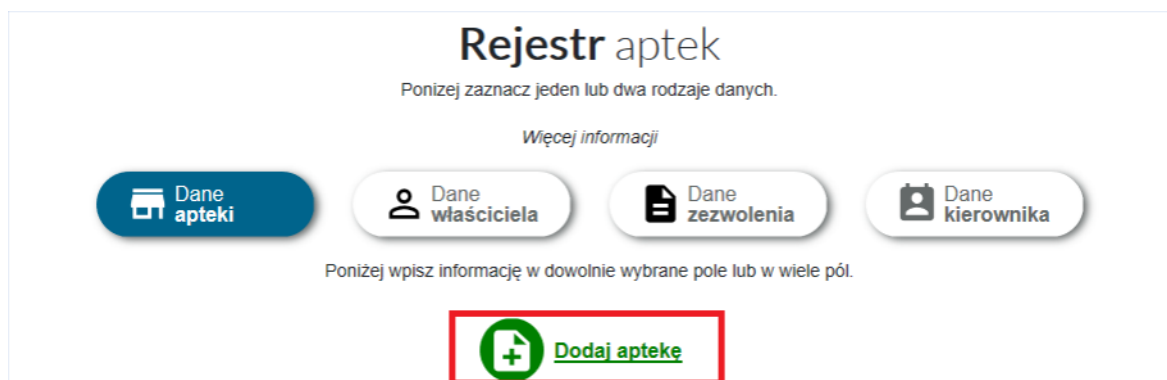 Rejestr aptek
Ponizej zaznacz jeden lub dwa rodzaje danych.
Więcej informacji
Dane apteki
Dane właściciela
Dane zezwolenia
Dane kierownika
Poniżej wpisz informację w dowolnie wybrane pole lub w wiele pól.
Dodaj aptekę